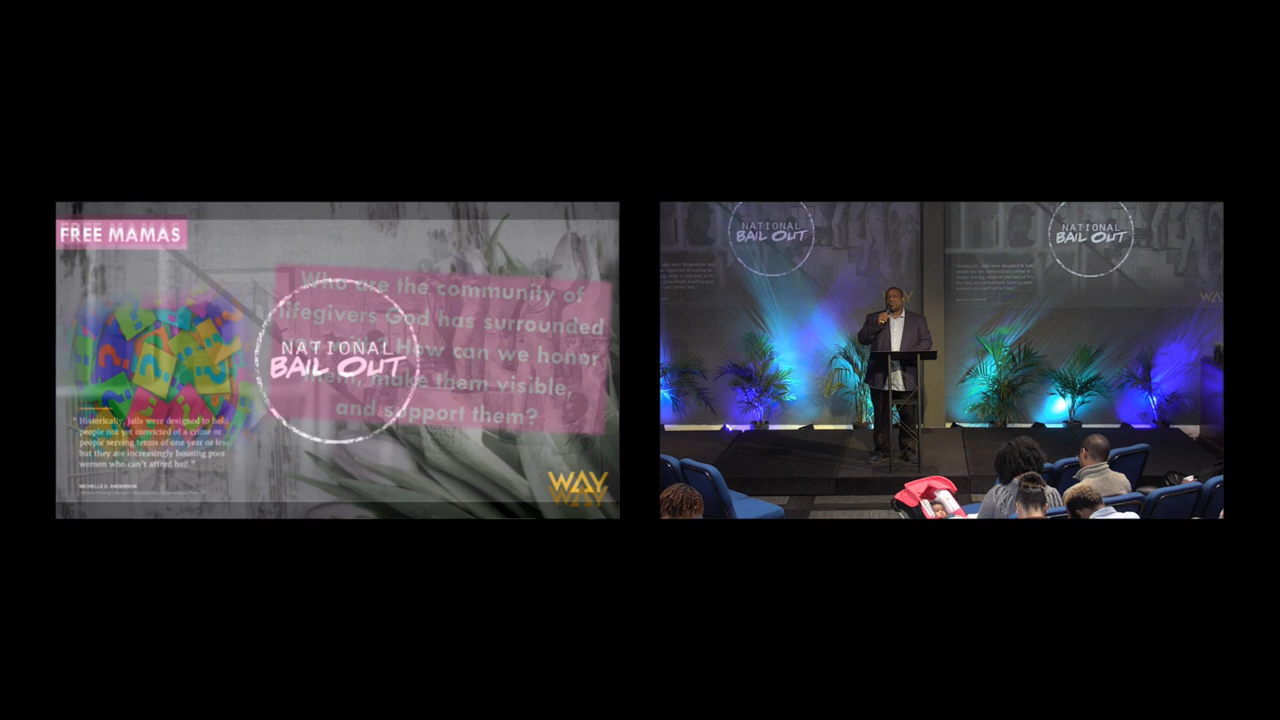 FREE MAMAS
Who are the community of
lifegivers God has surrounded
How can we honor
them, make them visible,
and support them?
NATIONAL
BAIL OUT
"Historically, jails were designed to hold
people not yet convicted of a crime or
people serving terms of one year or less
but they are increasingly housing poor
women who can't afford bail."
MICHELLE C. ANDERSON
WAY
WAY
NATIONAL
BAIL OUT
NATIONAL
BAIL OUT
WA